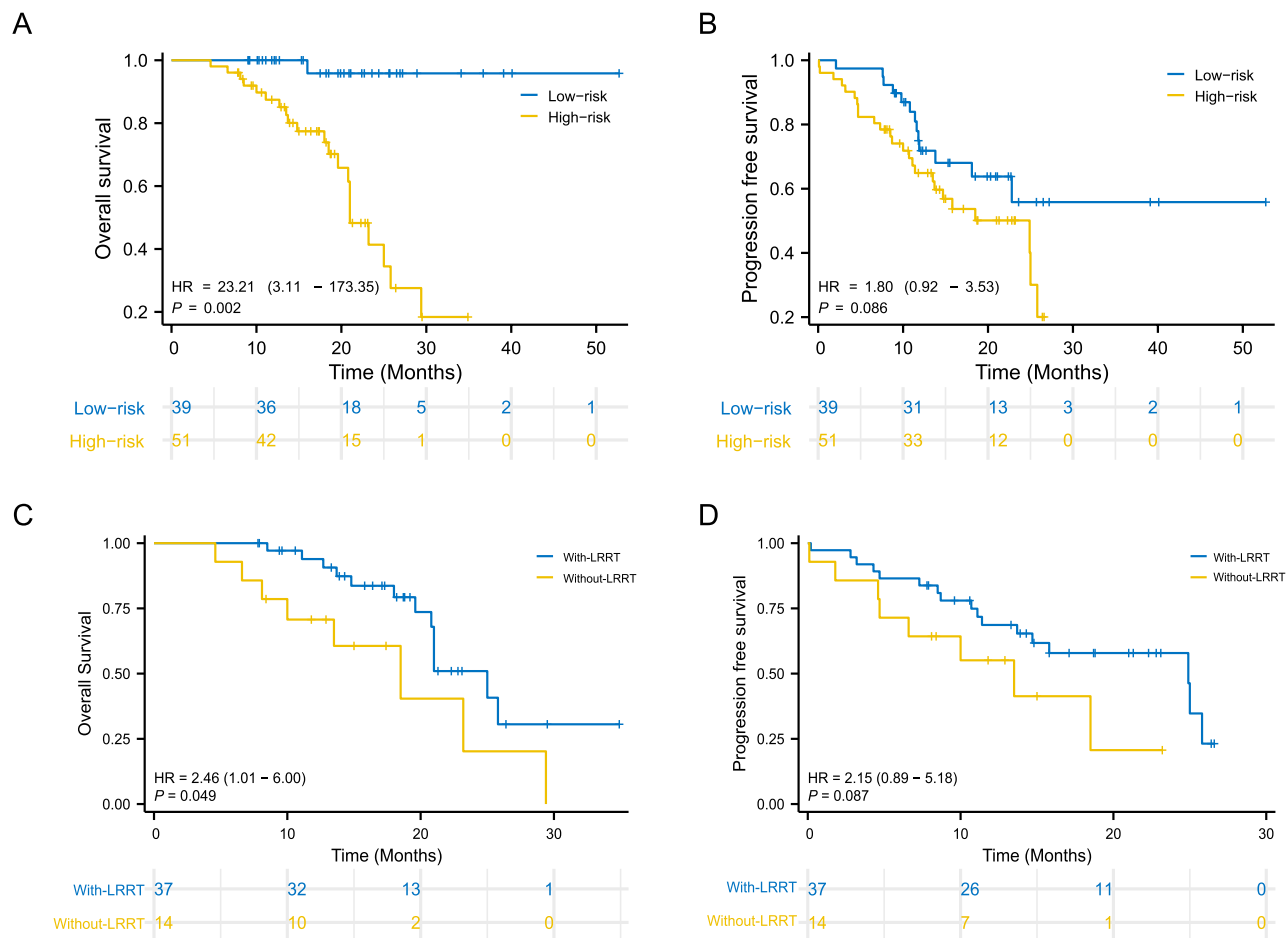 A
Overall survival
1.0
0.8
0.6
0.4
0.2
Low−risk
High−risk
HR = 23.21 (3.11 − 173.35)
P = 0.002
0 10 20 30 40 50
Time (Months)
Low−risk 39 36 18 5 2 1
High−risk 51 42 15 1 0 0
B
Progression free survival
1.0
0.8
0.6
0.4
0.2
Low−risk
High−risk
HR = 1.80 (0.92 − 3.53)
P = 0.086
0 10 20 30 40 50
Time (Months)
Low−risk 39 31 13 3 2 1
High−risk 51 33 12 0 0 0
C
Overall Survival
1.00
0.75
0.50
0.25
0.00
With-LRRT
Without-LRRT
HR = 2.46 (1.01 − 6.00)
P = 0.049
0 10 20 30
Time (Months)
With-LRRT 37 32 13 1
Without-LRRT 14 10 2 0
D
Progression free survival
1.00
0.75
0.50
0.25
0.00
With-LRRT
Without-LRRT
HR = 2.15 (0.89 − 5.18)
P = 0.087
0 10 20 30
Time (Months)
With-LRRT 37 26 11 0
Without-LRRT 14 7 1 0